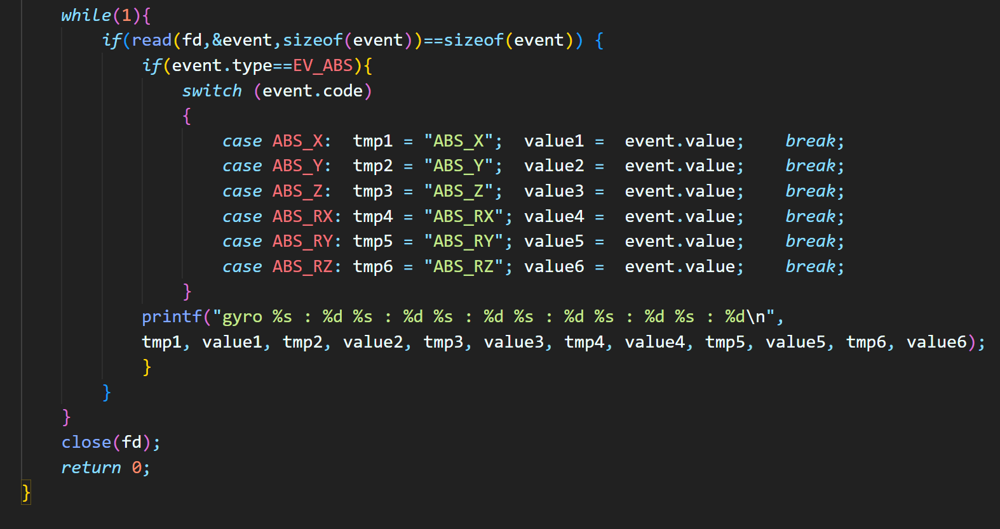 while(1){
if(read(fd,&event,sizeof(event))==sizeof(event)) {
if(event.type==EV_ABS){
switch (event.code)
{
case ABS_X:  tmp1 = "ABS_X";  value1 =  event.value;    break;
case ABS_Y:  tmp2 = "ABS_Y";  value2 =  event.value;    break;
case ABS_Z:  tmp3 = "ABS_Z";  value3 =  event.value;    break;
case ABS_RX: tmp4 = "ABS_RX"; value4 =  event.value;    break;
case ABS_RY: tmp5 = "ABS_RY"; value5 =  event.value;    break;
case ABS_RZ: tmp6 = "ABS_RZ"; value6 =  event.value;    break;
}
printf("gyro %s : %d %s : %d %s : %d %s : %d %s : %d %s : %d\n",
tmp1, value1, tmp2, value2, tmp3, value3, tmp4, value4, tmp5, value5, tmp6, value6);
}
}
}
close(fd);
return 0;
}